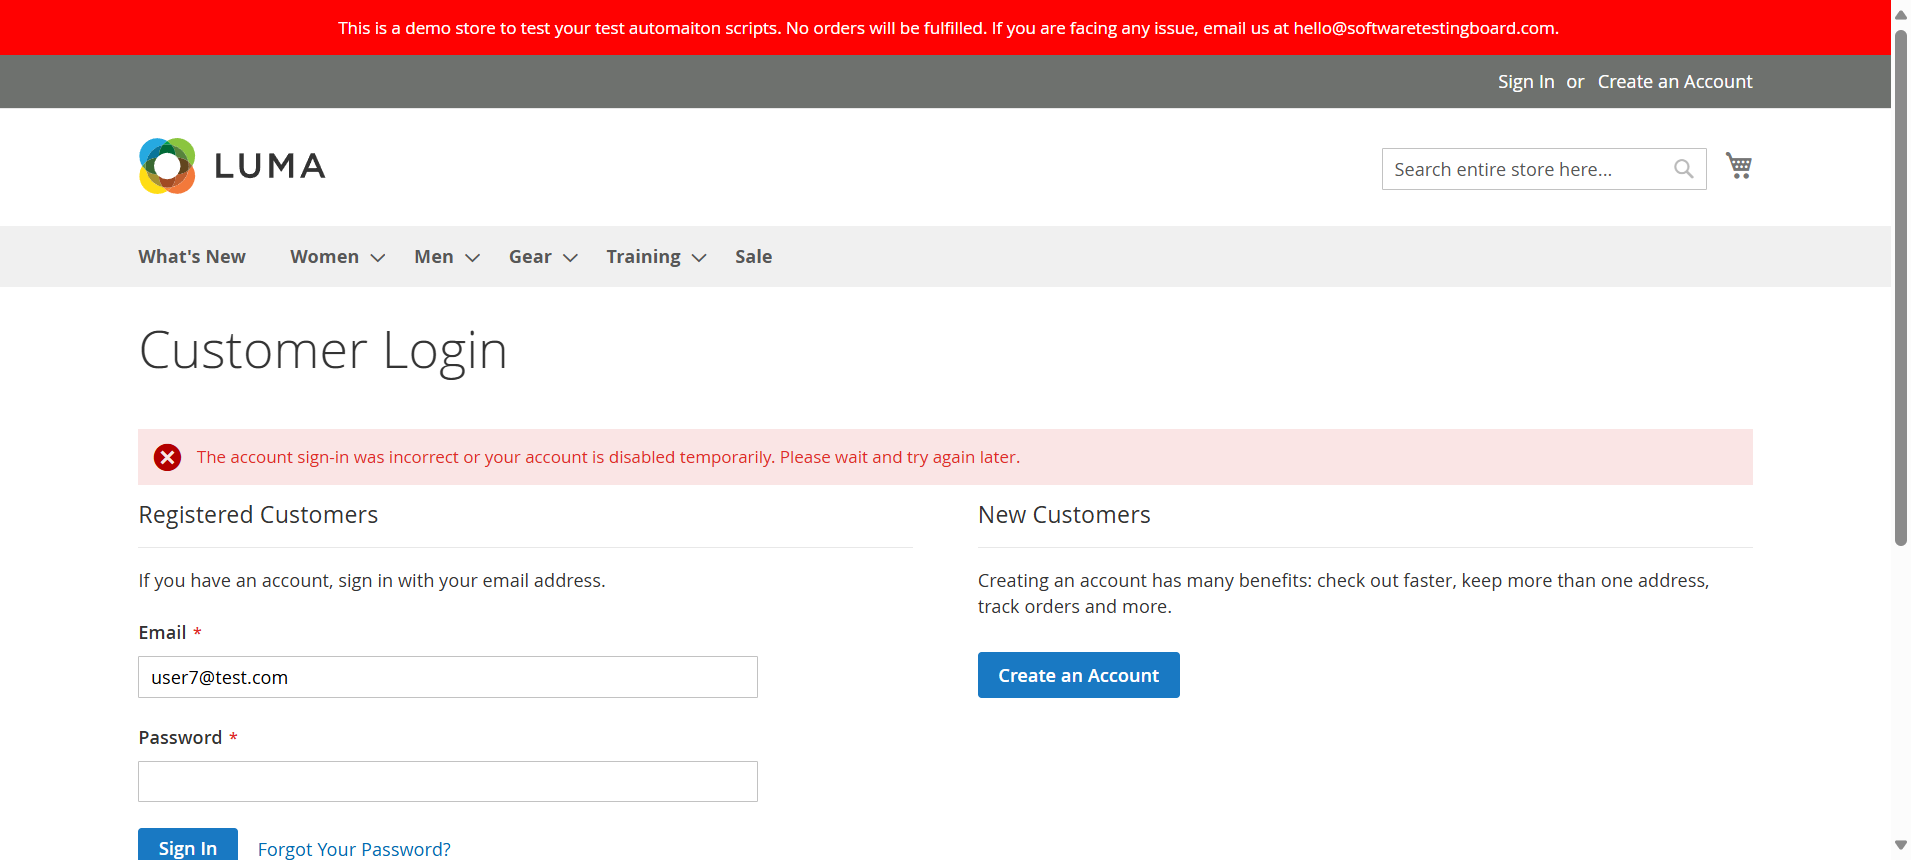 This is a demo store to test your test automaiton scripts. No orders will be fulfilled. If you are facing any issue, email us at hello@softwaretestingboard.com.
Sign In or Create an Account
LUMA
Search entire store here...
What's New Women Men Gear Training Sale
Customer Login
The account sign-in was incorrect or your account is disabled temporarily. Please wait and try again later.
Registered Customers
If you have an account, sign in with your email address.
Email *
user7@test.com
Password *
Sign In Forgot Your Password?
New Customers
Creating an account has many benefits: check out faster, keep more than one address,
track orders and more.
Create an Account